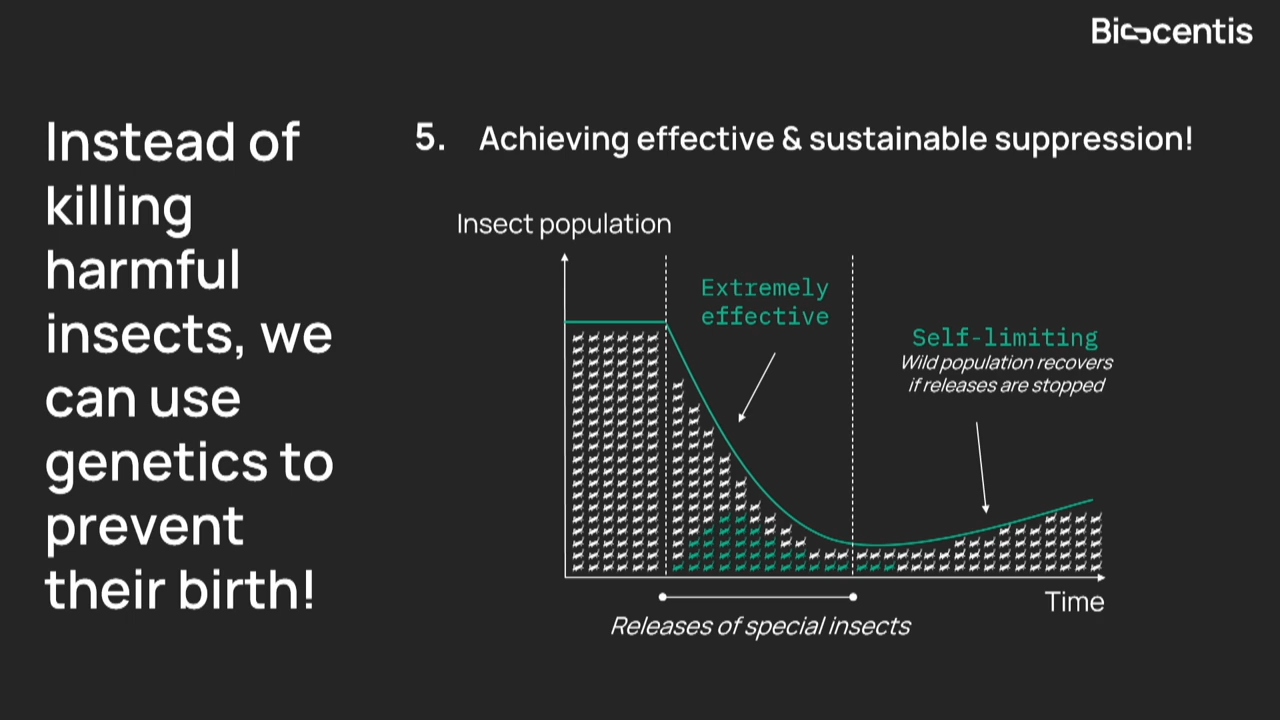 Biocentis
Instead of
killing
harmful
insects, we
can use
genetics to
prevent
their birth!
5. Achieving effective & sustainable suppression!
Insect population
Extremely
effective
Self-limiting
Wild population recovers
if releases are stopped
Time
Releases of special insects